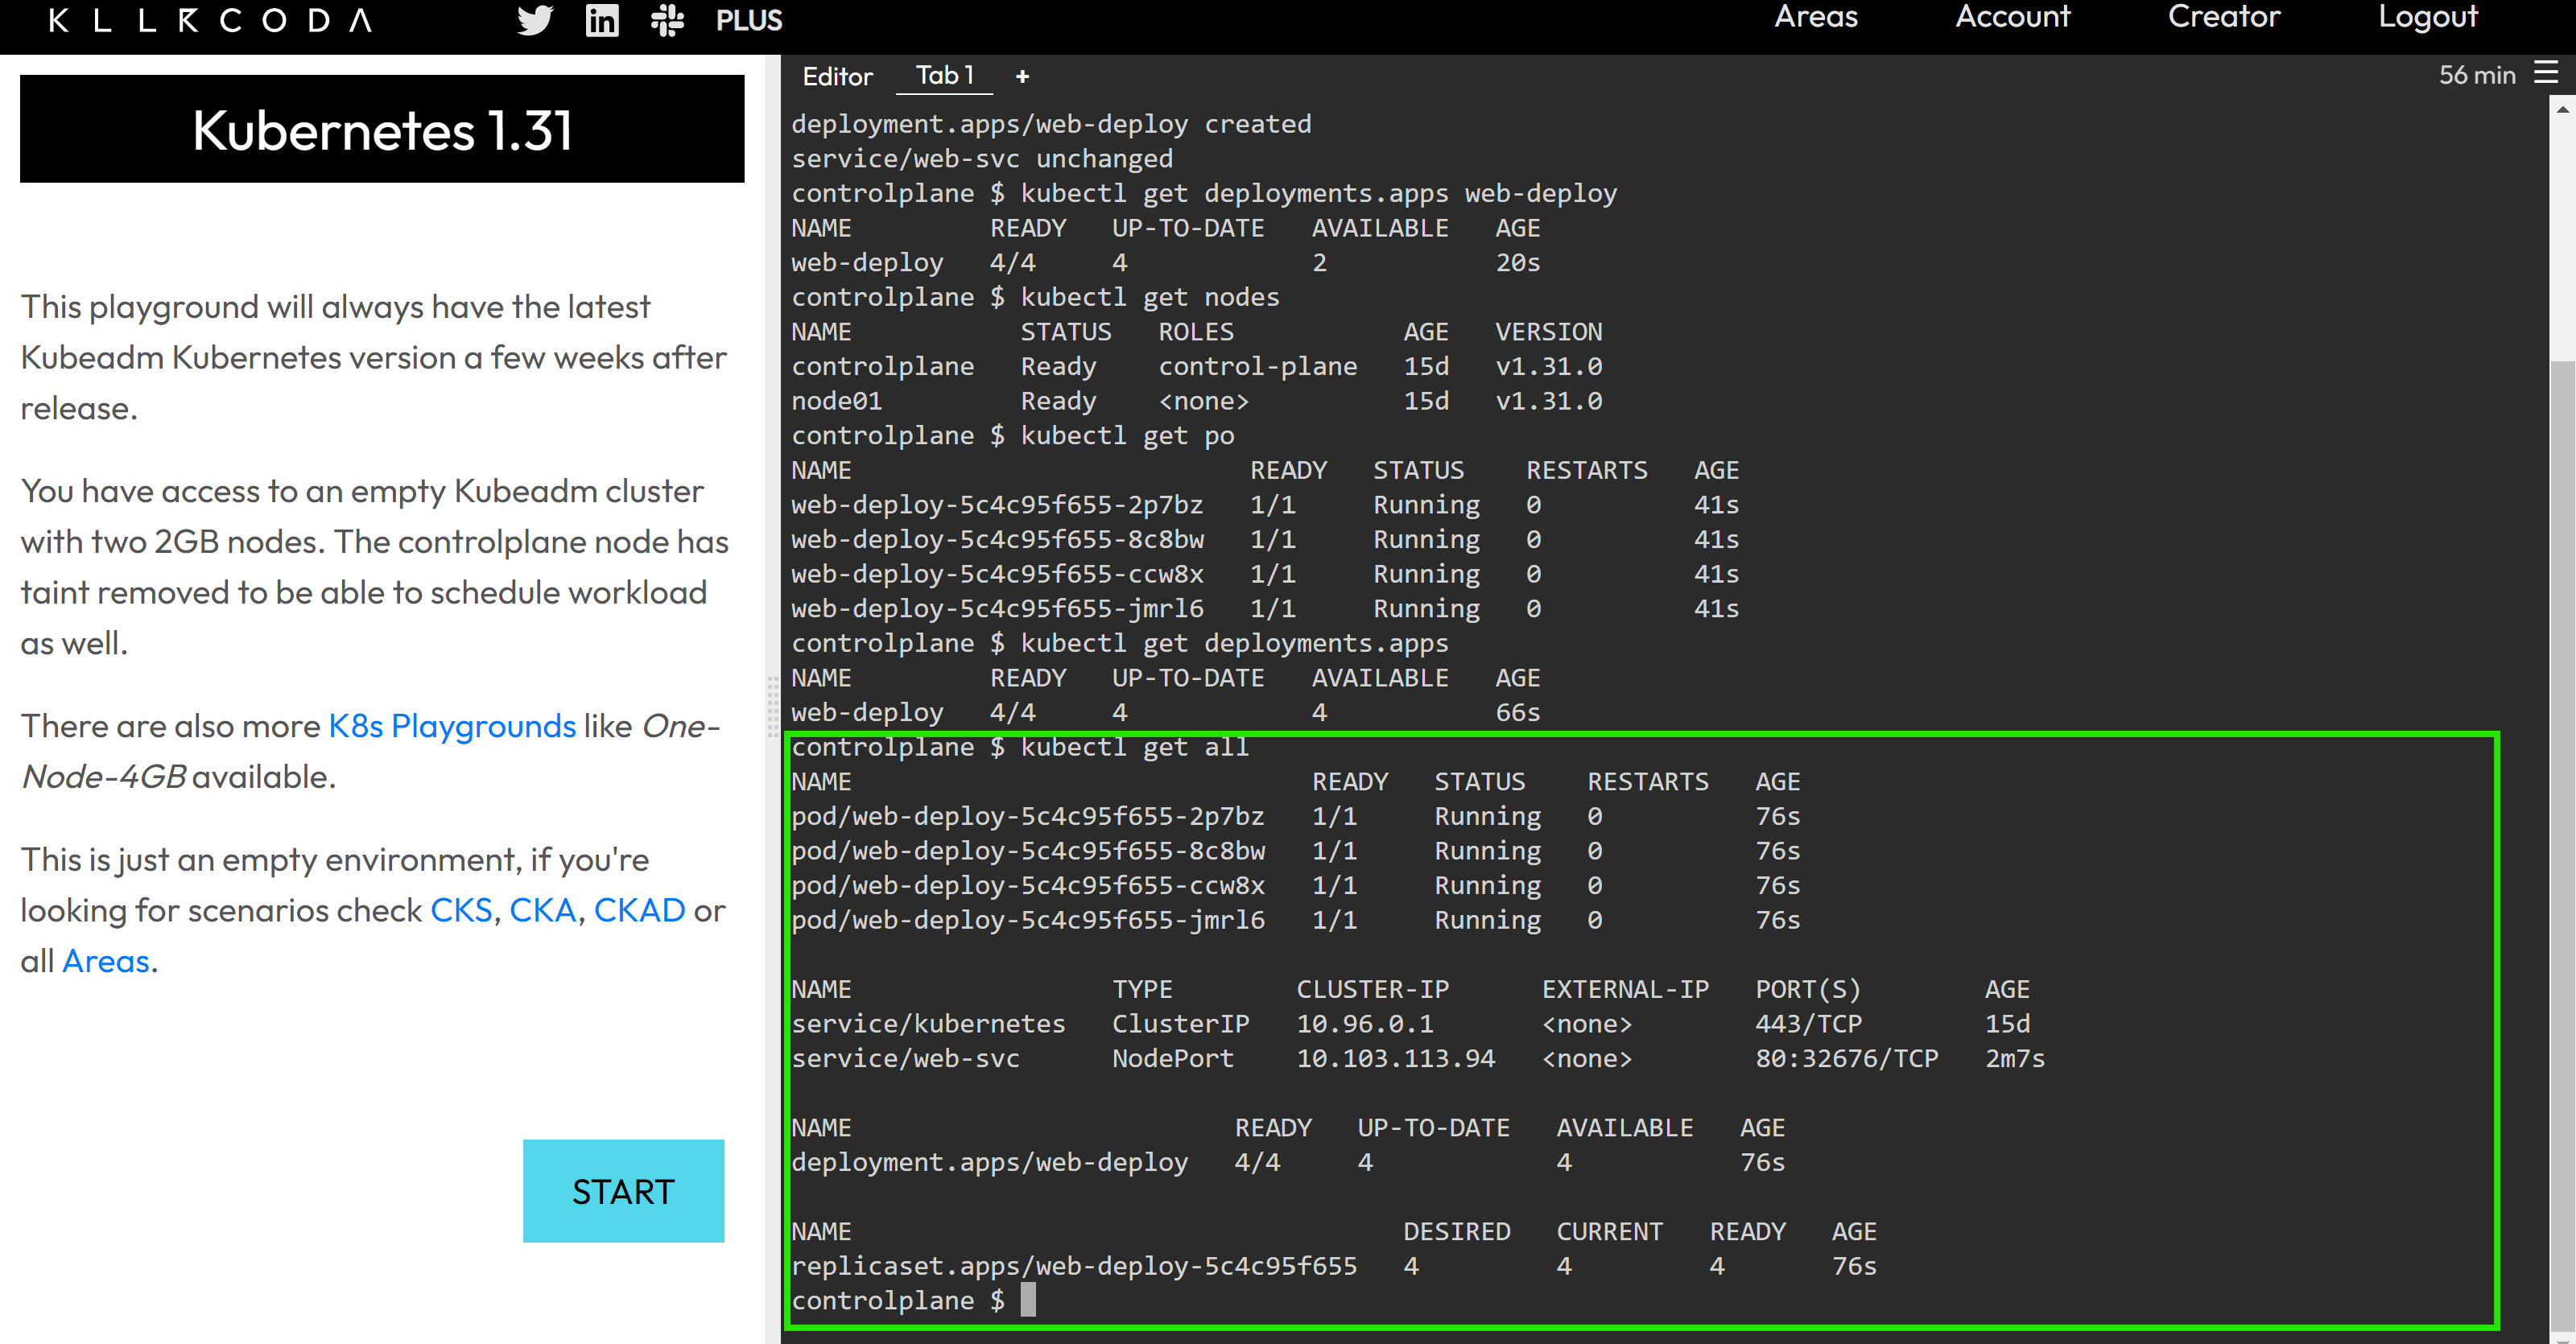 KLLRCODA PLUS Areas Account Creator Logout
Kubernetes 1.31
This playground will always have the latest
Kubeadm Kubernetes version a few weeks after
release.
You have access to an empty Kubeadm cluster
with two 2GB nodes. The controlplane node has
taint removed to be able to schedule workload
as well.
There are also more K8s Playgrounds like One-
Node-4GB available.
This is just an empty environment, if you're
looking for scenarios check CKS, CKA, CKAD or
all Areas.
START
Editor Tab 1 + 56 min
deployment.apps/web-deploy created
service/web-svc unchanged
controlplane $ kubectl get deployments.apps web-deploy
NAME READY UP-TO-DATE AVAILABLE AGE
web-deploy 4/4 4 2 20s
controlplane $ kubectl get nodes
NAME STATUS ROLES AGE VERSION
controlplane Ready control-plane 15d v1.31.0
node01 Ready <none> 15d v1.31.0
controlplane $ kubectl get po
NAME READY STATUS RESTARTS AGE
web-deploy-5c4c95f655-2p7bz 1/1 Running 0 41s
web-deploy-5c4c95f655-8c8bw 1/1 Running 0 41s
web-deploy-5c4c95f655-ccw8x 1/1 Running 0 41s
web-deploy-5c4c95f655-jmrl6 1/1 Running 0 41s
controlplane $ kubectl get deployments.apps
NAME READY UP-TO-DATE AVAILABLE AGE
web-deploy 4/4 4 4 66s
controlplane $ kubectl get all
NAME READY STATUS RESTARTS AGE
pod/web-deploy-5c4c95f655-2p7bz 1/1 Running 0 76s
pod/web-deploy-5c4c95f655-8c8bw 1/1 Running 0 76s
pod/web-deploy-5c4c95f655-ccw8x 1/1 Running 0 76s
pod/web-deploy-5c4c95f655-jmrl6 1/1 Running 0 76s
NAME TYPE CLUSTER-IP EXTERNAL-IP PORT(S) AGE
service/kubernetes ClusterIP 10.96.0.1 <none> 443/TCP 15d
service/web-svc NodePort 10.103.113.94 <none> 80:32676/TCP 2m7s
NAME READY UP-TO-DATE AVAILABLE AGE
deployment.apps/web-deploy 4/4 4 4 76s
NAME DESIRED CURRENT READY AGE
replicaset.apps/web-deploy-5c4c95f655 4 4 4 76s
controlplane $